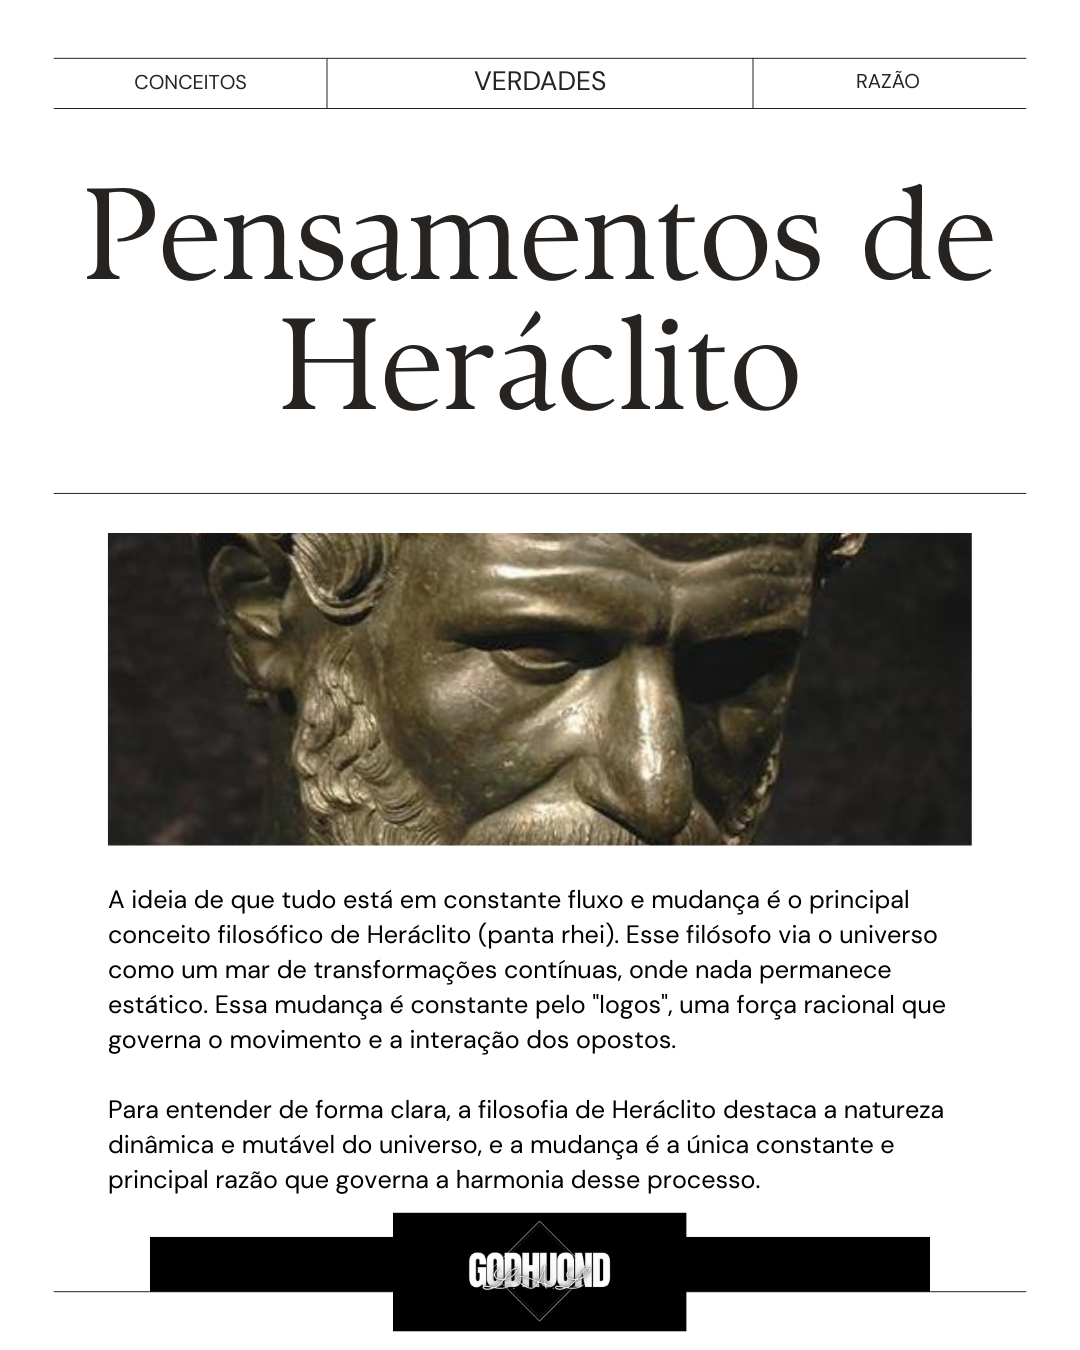 CONCEITOS
VERDADES
RAZÃO
Pensamentos de
Heráclito
A ideia de que tudo está em constante fluxo e mudança é o principal
conceito filosófico de Heráclito (panta rhei). Esse filósofo via o universo
como um mar de transformações contínuas, onde nada permanece
estático. Essa mudança é constante pelo "logos", uma força racional que
governa o movimento e a interação dos opostos.
Para entender de forma clara, a filosofia de Heráclito destaca a natureza
dinâmica e mutável do universo, e a mudança é a única constante e
principal razão que governa a harmonia desse processo.
GODHUOND